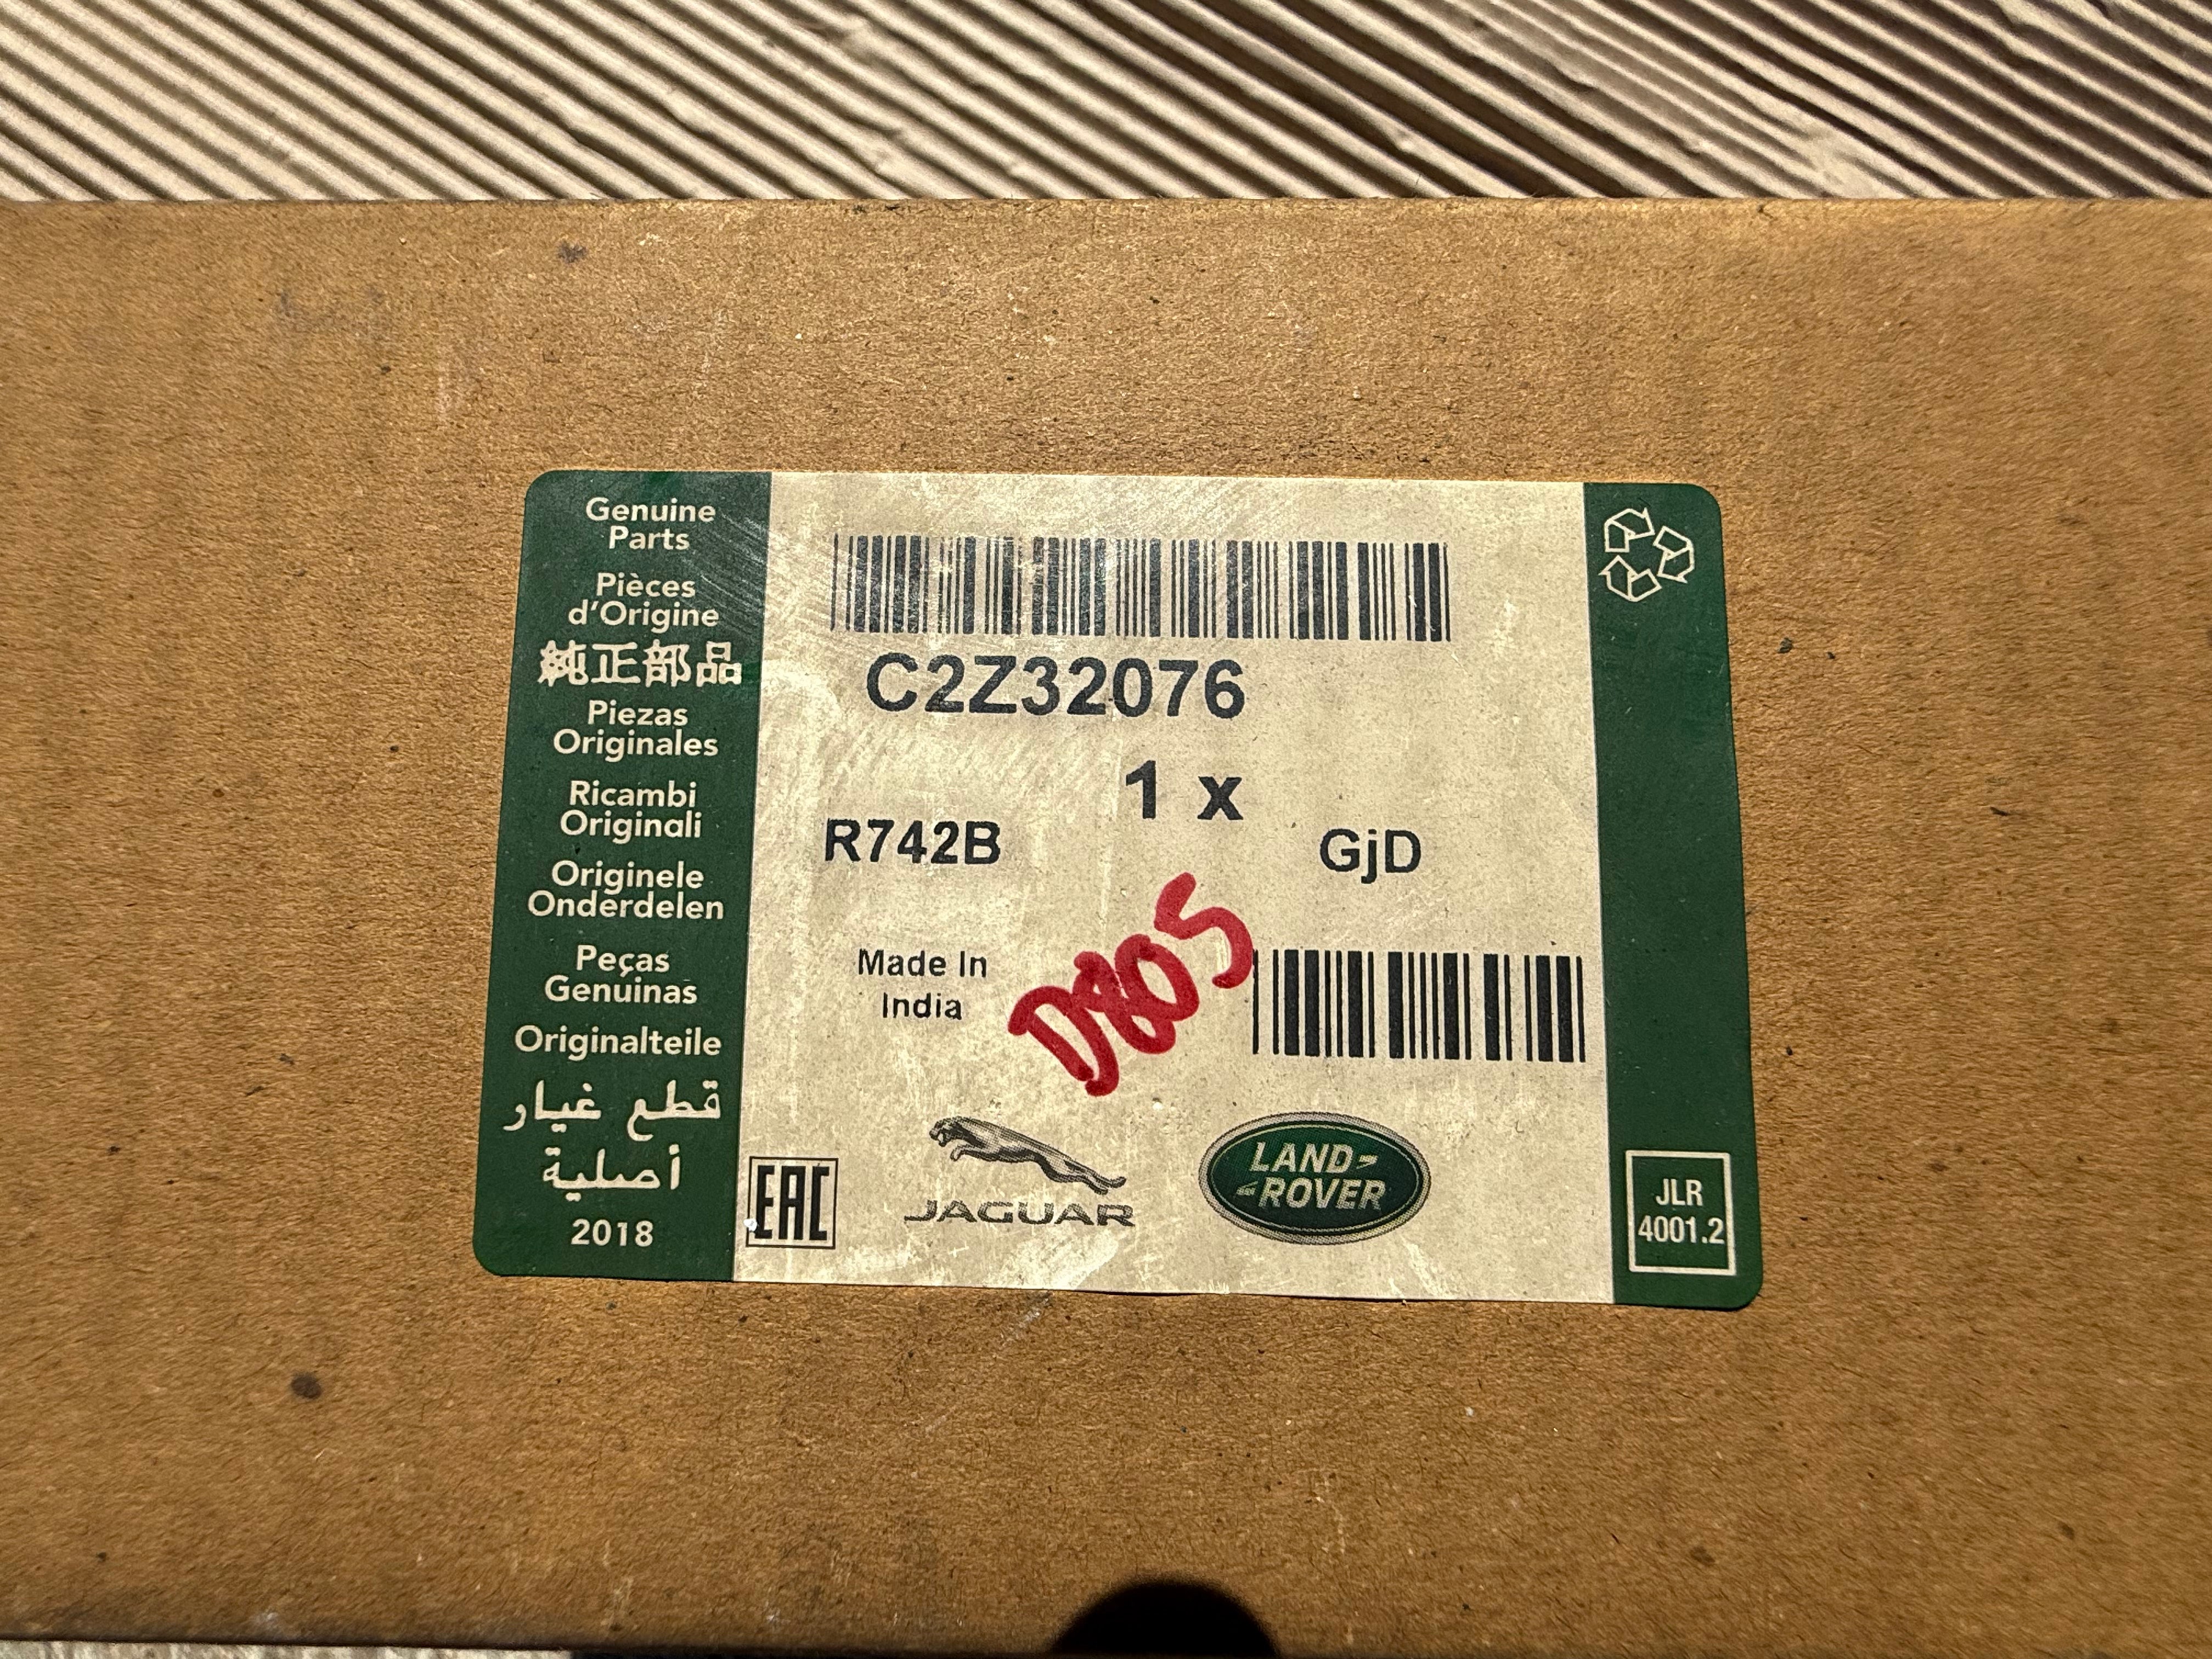 Genuine
Parts
Pièces
d'Origine
純正部品
Piezas
Originales
Ricambi
Originali
Originele
Onderdelen
Peças
Genuinas
Originalteile
قطع غيار
أصلية
2018
C2Z32076
1 x
R742B
GjD
Made In
India
D805
EAC
JAGUAR
LAND-
ROVER
JLR
4001.2